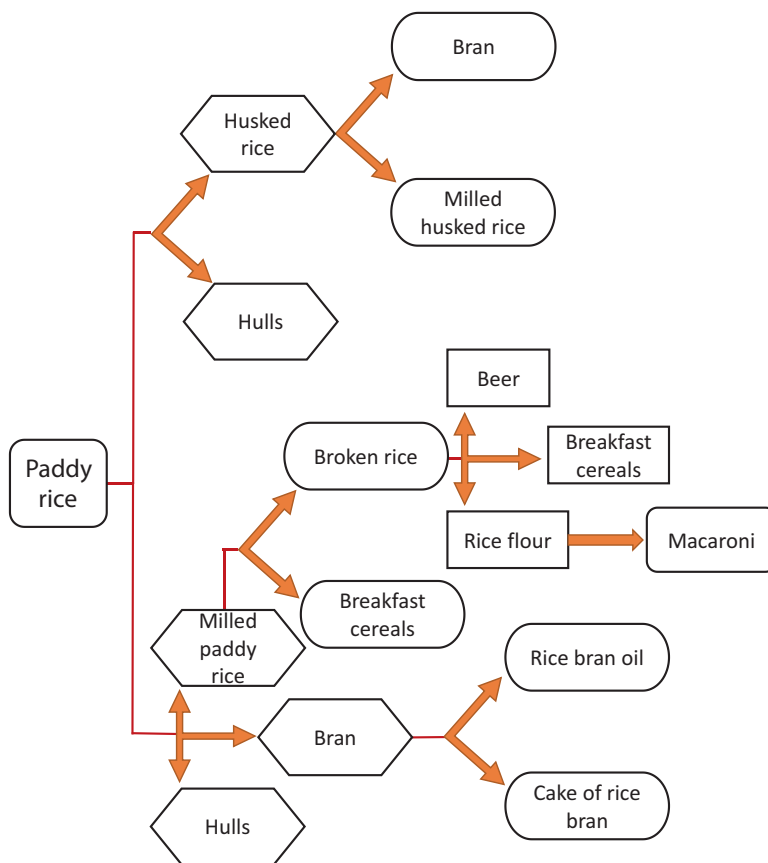 Bran
Husked
rice
Milled
husked rice
Hulls
Beer
Broken rice
Breakfast
cereals
Paddy
rice
Rice flour
Macaroni
Breakfast
cereals
Milled
paddy
rice
Rice bran oil
Bran
Cake of rice
bran
Hulls